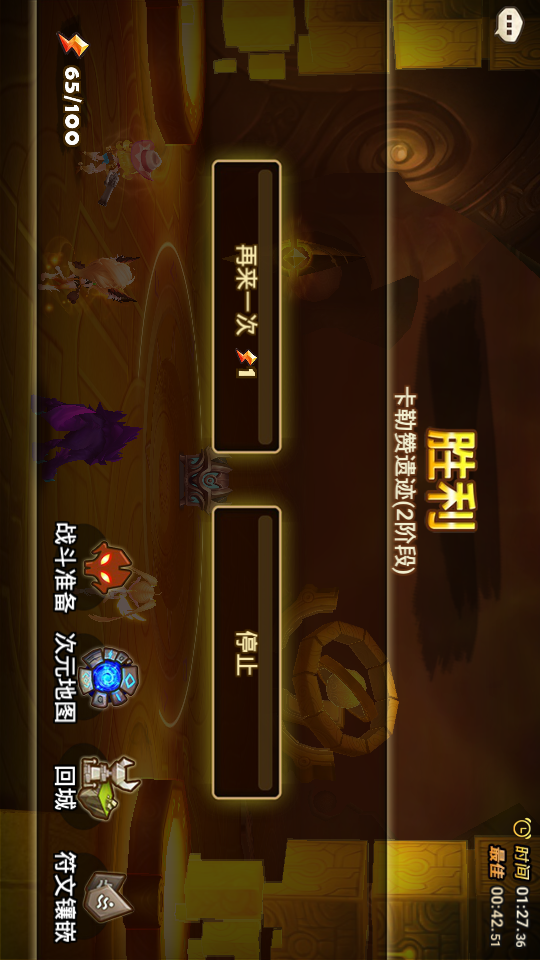 时间 01:27.36
最佳 00:42.51
胜利
卡勒赞遗迹(2阶段)
再来一次 1
停止
65/100
战斗准备
次元地图
回城
符文镶嵌